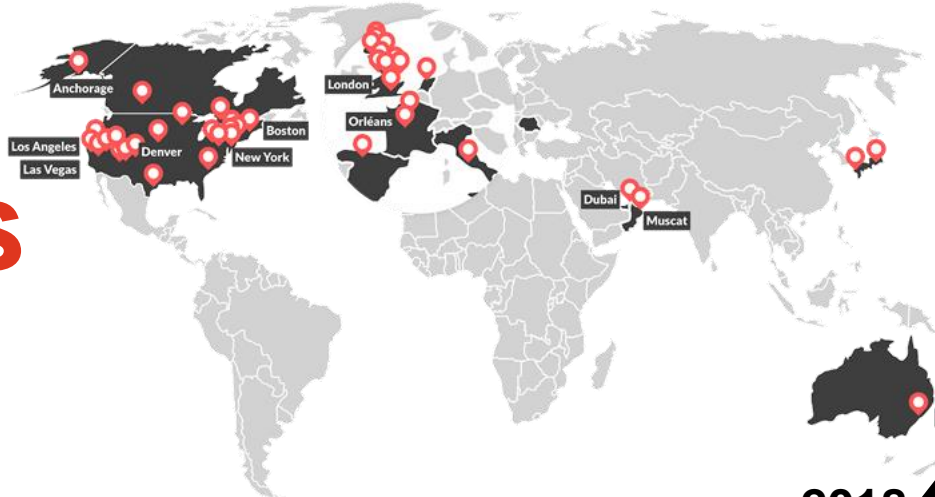 Anchorage
London
Boston
Orléans
Los Angeles
Denver
New York
Las Vegas
Dubai
Muscat
S